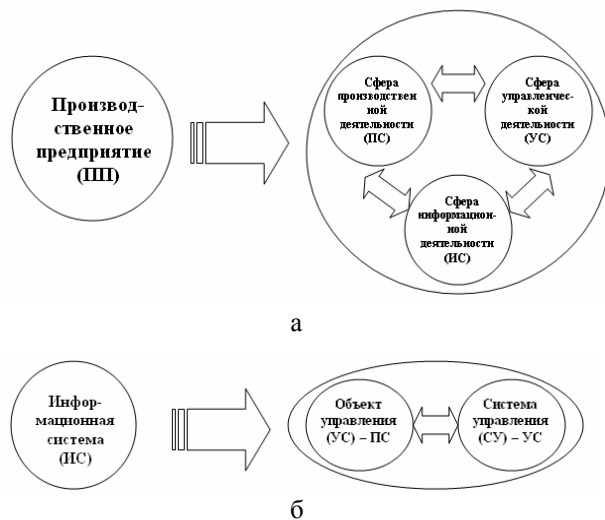 Производ-
ственное
предприятие
(ПП)
Сфера
производствен
ной
деятельности
(ПС)
Сфера
управленчес-
кой
деятельности
(УС)
Сфера
информацион-
ной
деятельности
(ИС)
а
Инфор-
мационная
система
(ИС)
Объект
управления
(УС) – ПС
Система
управления
(СУ) – УС
б